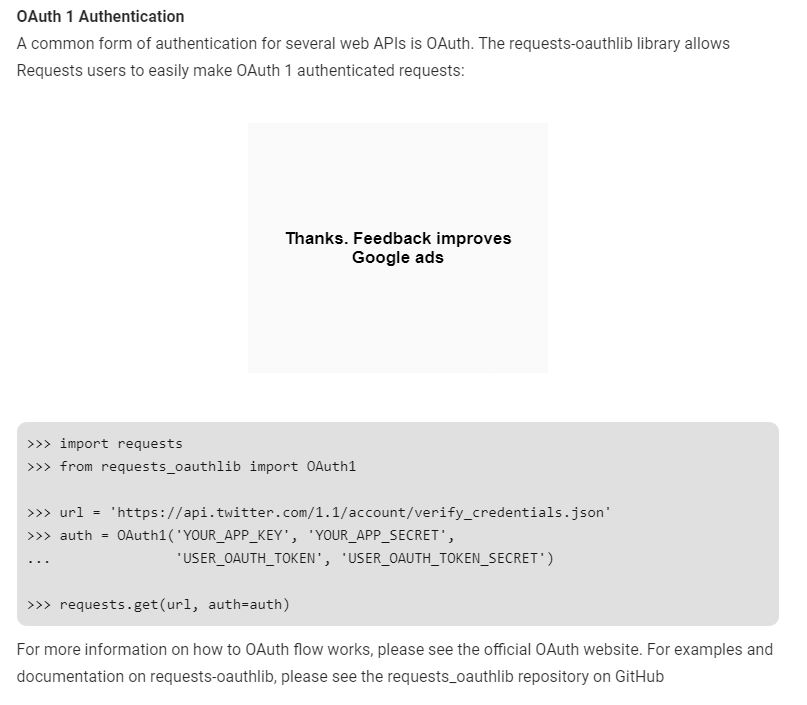 OAuth 1 Authentication
A common form of authentication for several web APIs is OAuth. The requests-oauthlib library allows
Requests users to easily make OAuth 1 authenticated requests:
Thanks. Feedback improves
Google ads
>>> import requests
>>> from requests_oauthlib import OAuth1
>>> url = 'https://api.twitter.com/1.1/account/verify_credentials.json'
>>> auth = OAuth1('YOUR_APP_KEY', 'YOUR_APP_SECRET',
...               'USER_OAUTH_TOKEN', 'USER_OAUTH_TOKEN_SECRET')
>>> requests.get(url, auth=auth)
For more information on how to OAuth flow works, please see the official OAuth website. For examples and
documentation on requests-oauthlib, please see the requests_oauthlib repository on GitHub